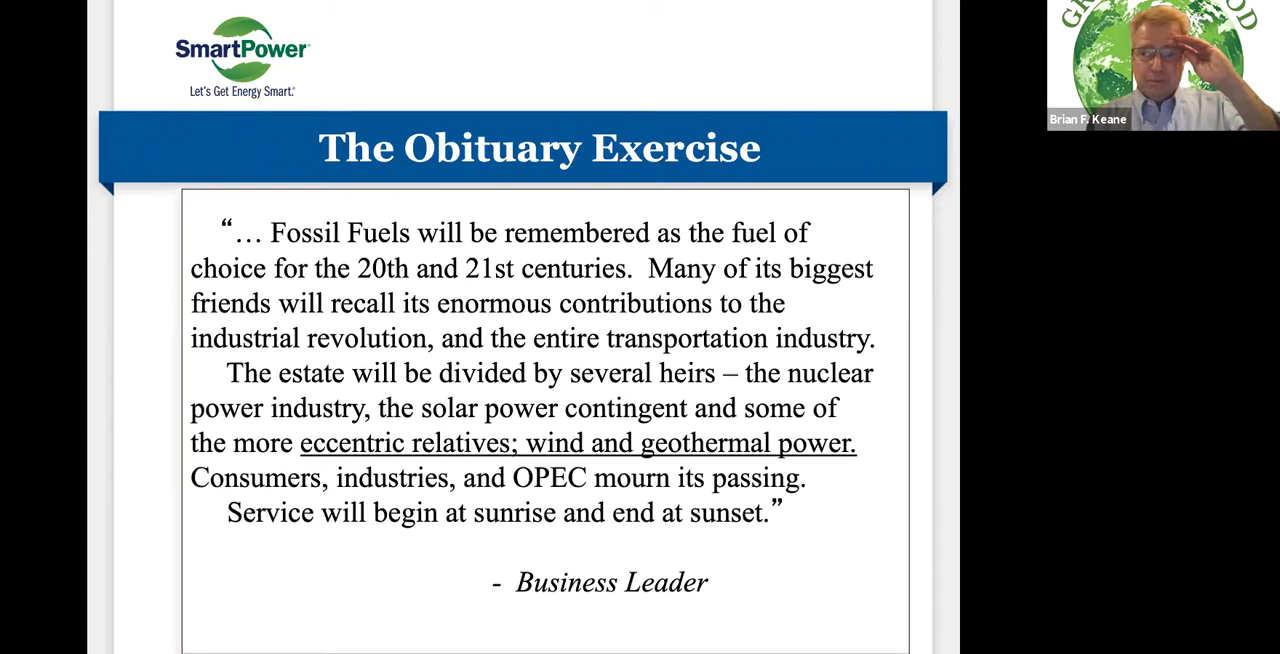 SmartPower
Let's Get Energy Smart.
The Obituary Exercise
“… Fossil Fuels will be remembered as the fuel of
choice for the 20th and 21st centuries.  Many of its biggest
friends will recall its enormous contributions to the
industrial revolution, and the entire transportation industry.
The estate will be divided by several heirs – the nuclear
power industry, the solar power contingent and some of
the more eccentric relatives; wind and geothermal power.
Consumers, industries, and OPEC mourn its passing.
Service will begin at sunrise and end at sunset.”
- Business Leader
Brian F. Keane